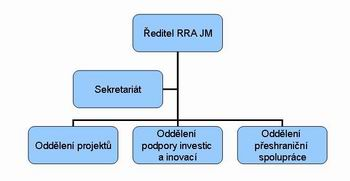 Ředitel RRA JM
Sekretariát
Oddělení projektů
Oddělení
podpory investic
a inovací
Oddělení
přeshraniční
spolupráce